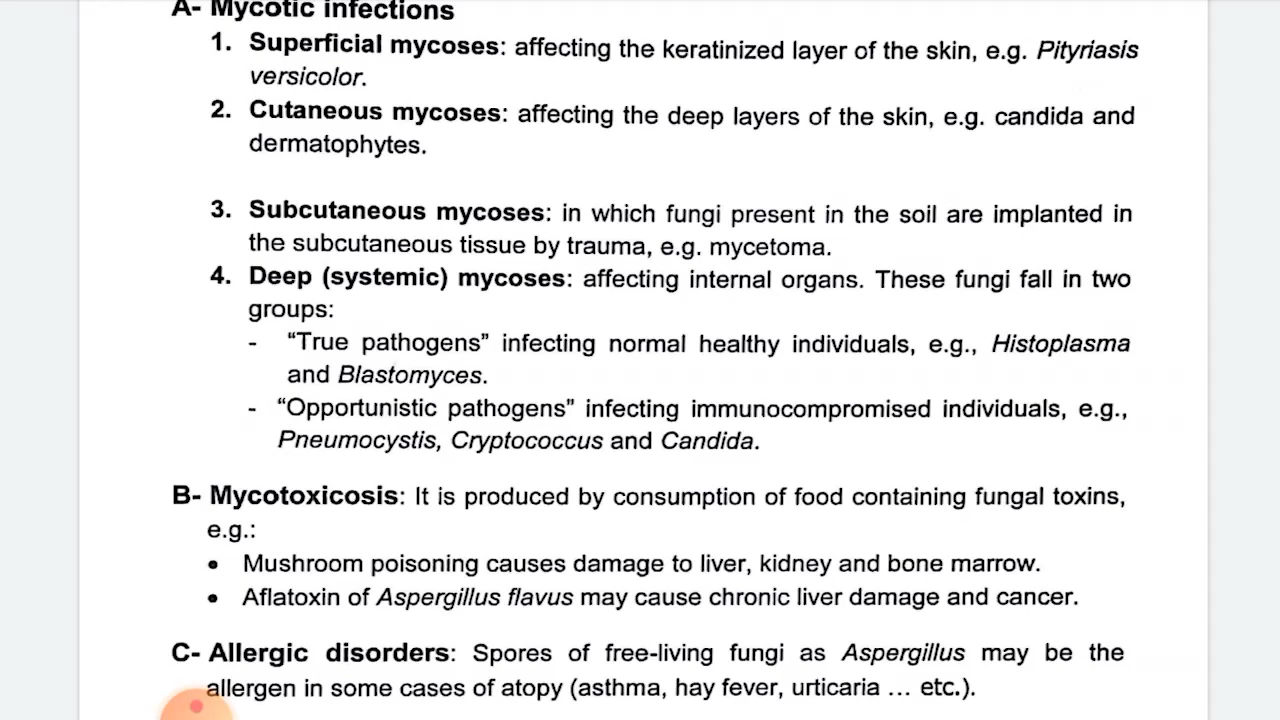 A- Mycotic infections
1. Superficial mycoses: affecting the keratinized layer of the skin, e.g. Pityriasis
versicolor.
2. Cutaneous mycoses: affecting the deep layers of the skin, e.g. candida and
dermatophytes.
3. Subcutaneous mycoses: in which fungi present in the soil are implanted in
the subcutaneous tissue by trauma, e.g. mycetoma.
4. Deep (systemic) mycoses: affecting internal organs. These fungi fall in two
groups:
- “True pathogens” infecting normal healthy individuals, e.g., Histoplasma
and Blastomyces.
- “Opportunistic pathogens” infecting immunocompromised individuals, e.g.,
Pneumocystis, Cryptococcus and Candida.
B- Mycotoxicosis: It is produced by consumption of food containing fungal toxins,
e.g.:
• Mushroom poisoning causes damage to liver, kidney and bone marrow.
• Aflatoxin of Aspergillus flavus may cause chronic liver damage and cancer.
C- Allergic disorders: Spores of free-living fungi as Aspergillus may be the
allergen in some cases of atopy (asthma, hay fever, urticaria ... etc.).